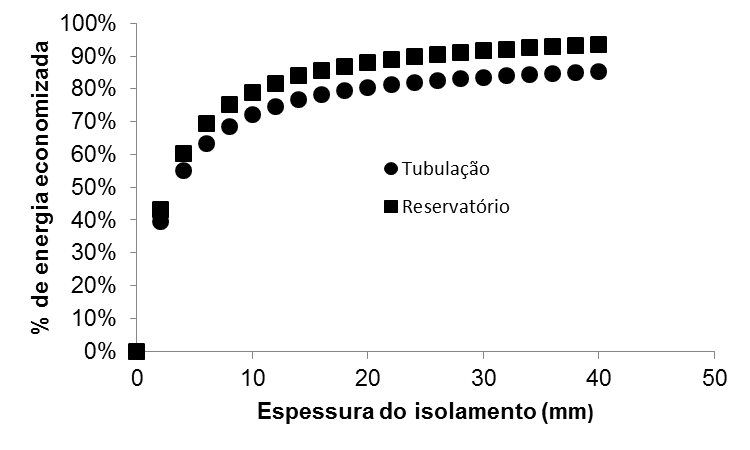 100%
90%
80%
70%
60%
50%
40%
30%
20%
10%
0%
% de energia economizada
Tubulação
Reservatório
0 10 20 30 40 50
Espessura do isolamento (mm)